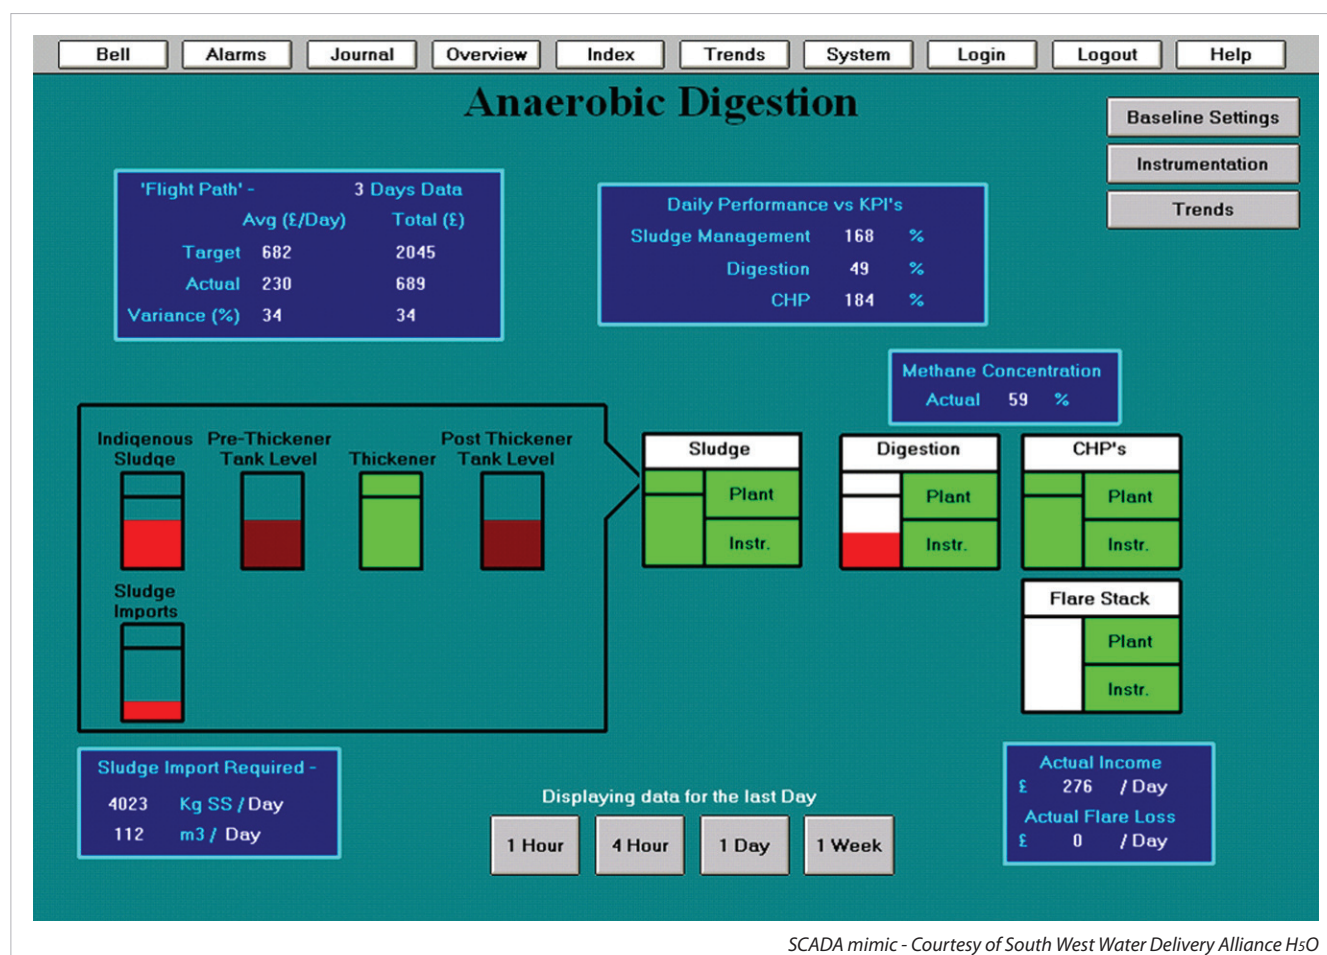 Bell Alarms Journal Overview Index Trends System Login Logout Help
Anaerobic Digestion
Baseline Settings
Instrumentation
Trends
'Flight Path' - 3 Days Data
Avg (£/Day) Total (£)
Target 682 2045
Actual 230 689
Variance (%) 34 34
Daily Performance vs KPI's
Sludge Management 168 %
Digestion 49 %
CHP 184 %
Methane Concentration
Actual 59 %
Indigenous
Sludge
Pre-Thickener
Tank Level
Thickener
Post Thickener
Tank Level
Sludge
Imports
Sludge
Plant
Instr.
Digestion
Plant
Instr.
CHP's
Plant
Instr.
Flare Stack
Plant
Instr.
Sludge Import Required -
4023 Kg SS / Day
112 m3 / Day
Displaying data for the last Day
1 Hour 4 Hour 1 Day 1 Week
Actual Income
£ 276 / Day
Actual Flare Loss
£ 0 / Day
SCADA mimic - Courtesy of South West Water Delivery Alliance H5O